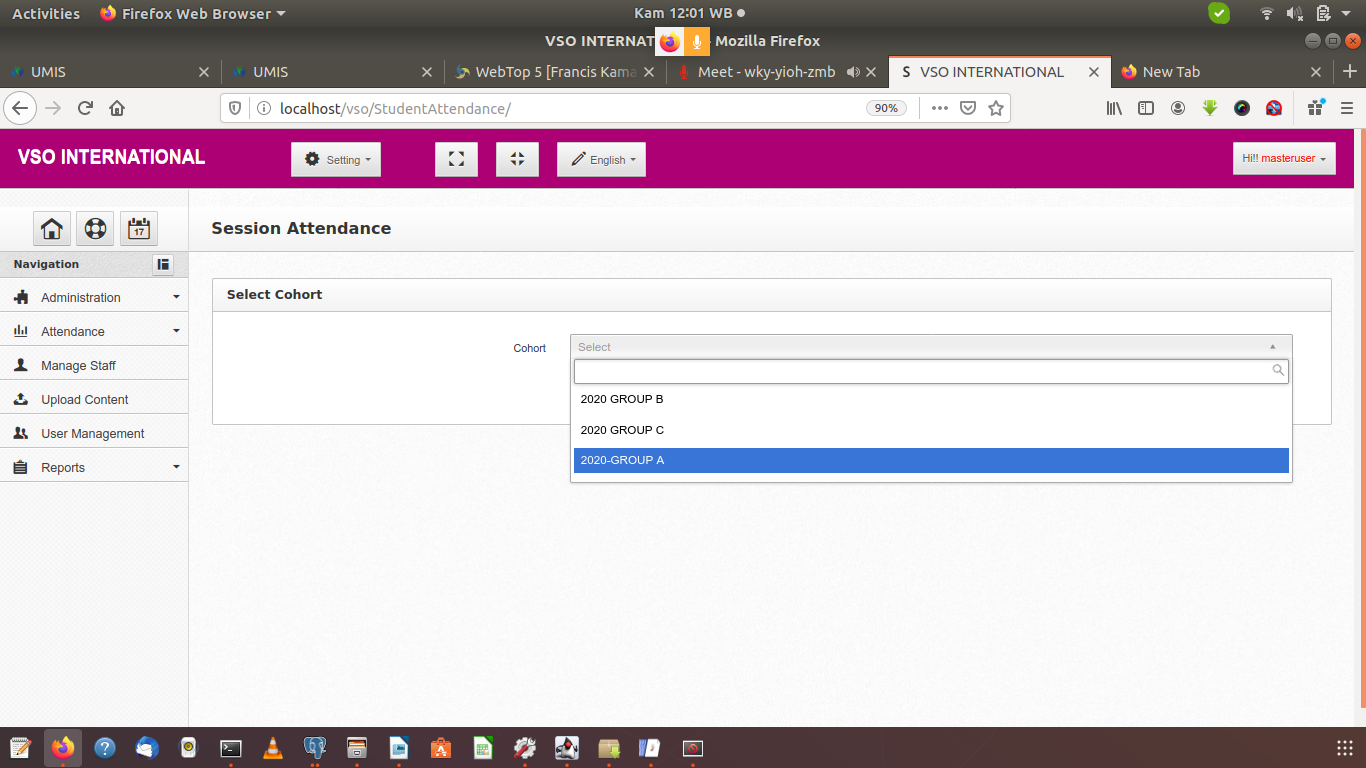 Activities Firefox Web Browser Kam 12:01 WB
VSO INTERNAT - Mozilla Firefox
UMIS UMIS WebTop 5 [Francis Kama Meet - wky-yioh-zmb VSO INTERNATIONAL New Tab
localhost/vso/StudentAttendance/ 90%
VSO INTERNATIONAL Setting English Hi!! masteruser
17
Session Attendance
Navigation
Select Cohort
Administration
Attendance
Manage Staff
Upload Content
User Management
Reports
Cohort Select
2020 GROUP B
2020 GROUP C
2020-GROUP A